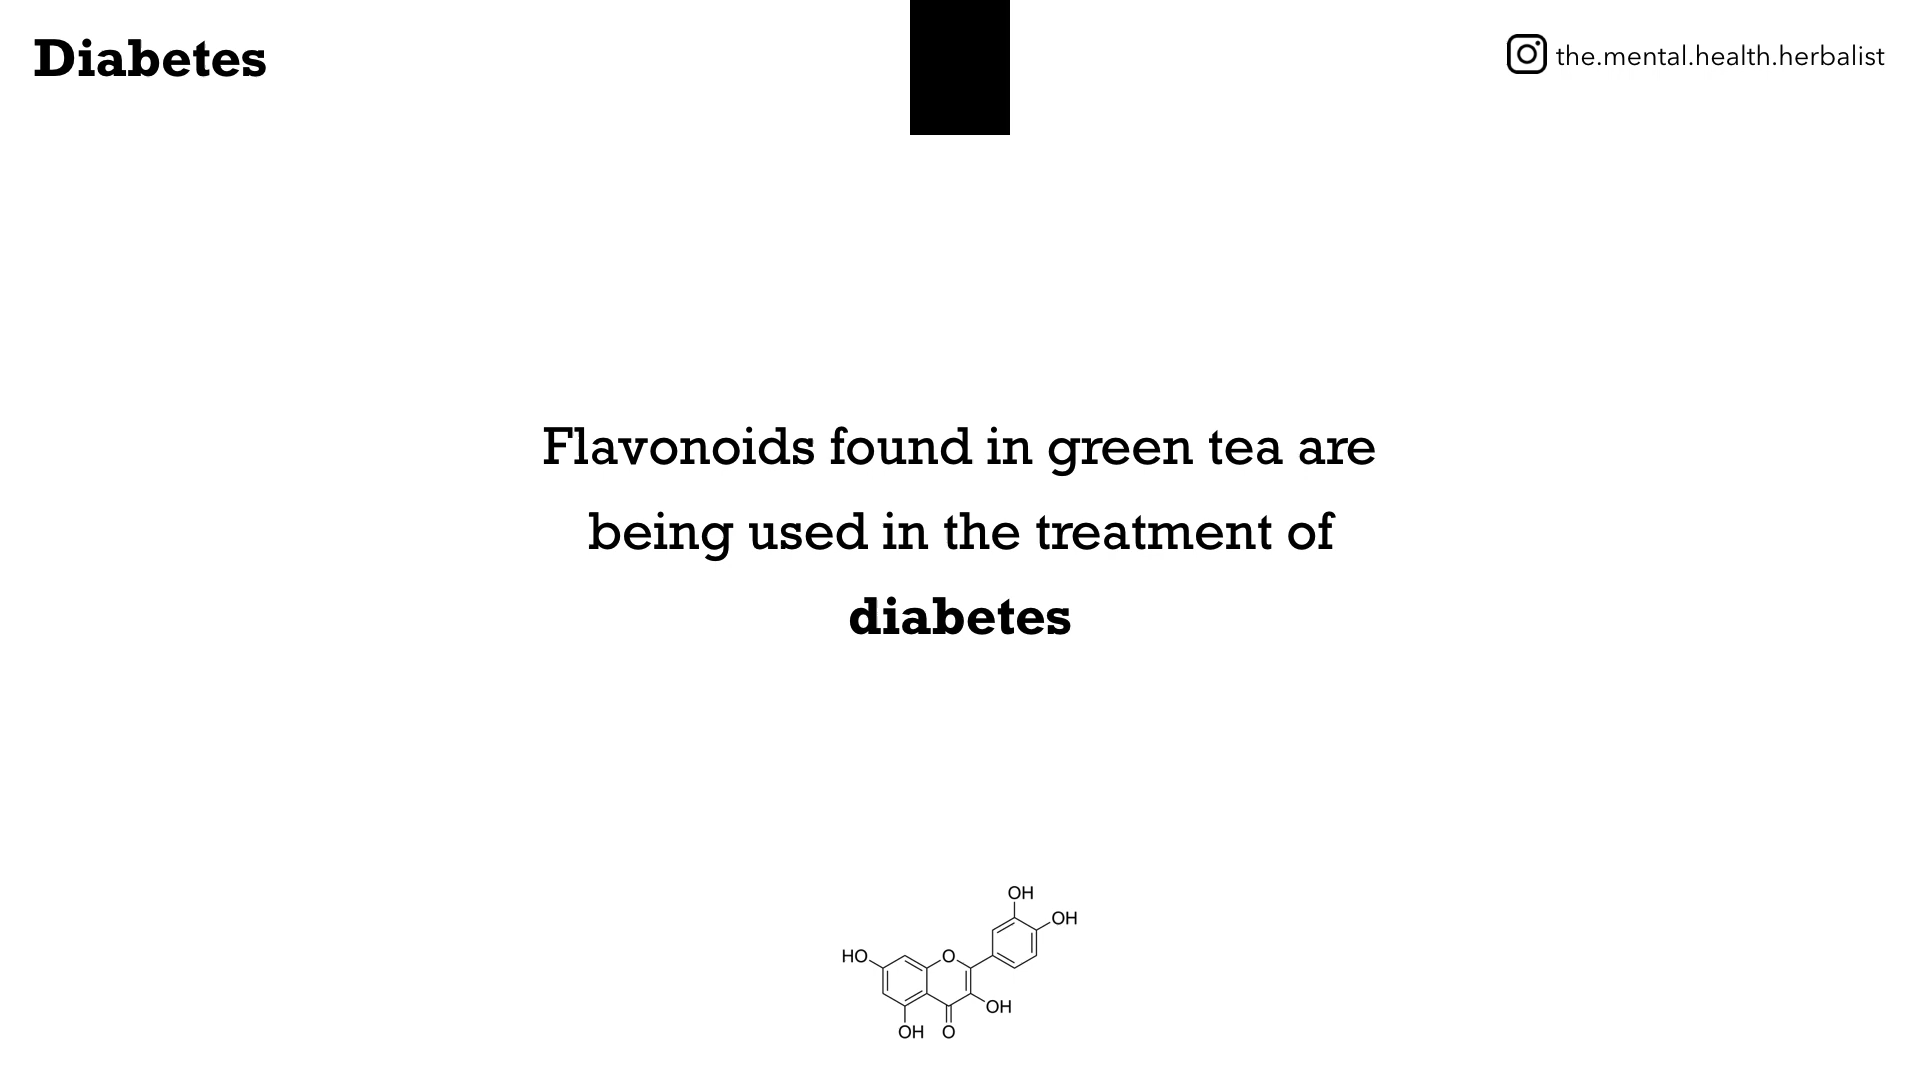 Diabetes
the.mental.health.herbalist
Flavonoids found in green tea are
being used in the treatment of
diabetes
OH
OH
HO
O
OH
OH
O